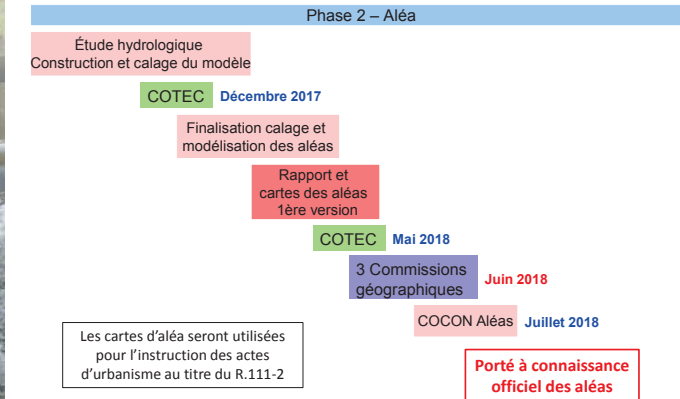 Phase 2 – Aléa
Étude hydrologique
Construction et calage du modèle
COTEC
Décembre 2017
Finalisation calage et
modélisation des aléas
Rapport et
cartes des aléas
1ère version
COTEC
Mai 2018
3 Commissions
géographiques
Juin 2018
COCON Aléas
Juillet 2018
Les cartes d'aléa seront utilisées
pour l'instruction des actes
d'urbanisme au titre du R.111-2
Porté à connaissance
officiel des aléas